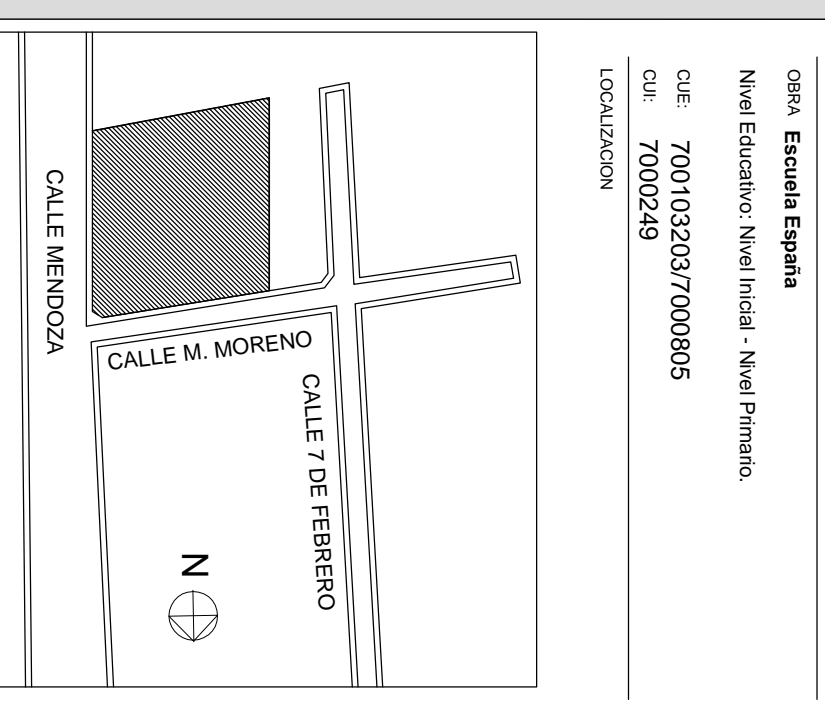 OBRA Escuela España
Nivel Educativo: Nivel Inicial - Nivel Primario.
CUE: 700103203/7000805
CUI: 7000249
LOCALIZACION
CALLE 7 DE FEBRERO
CALLE M. MORENO
N
CALLE MENDOZA